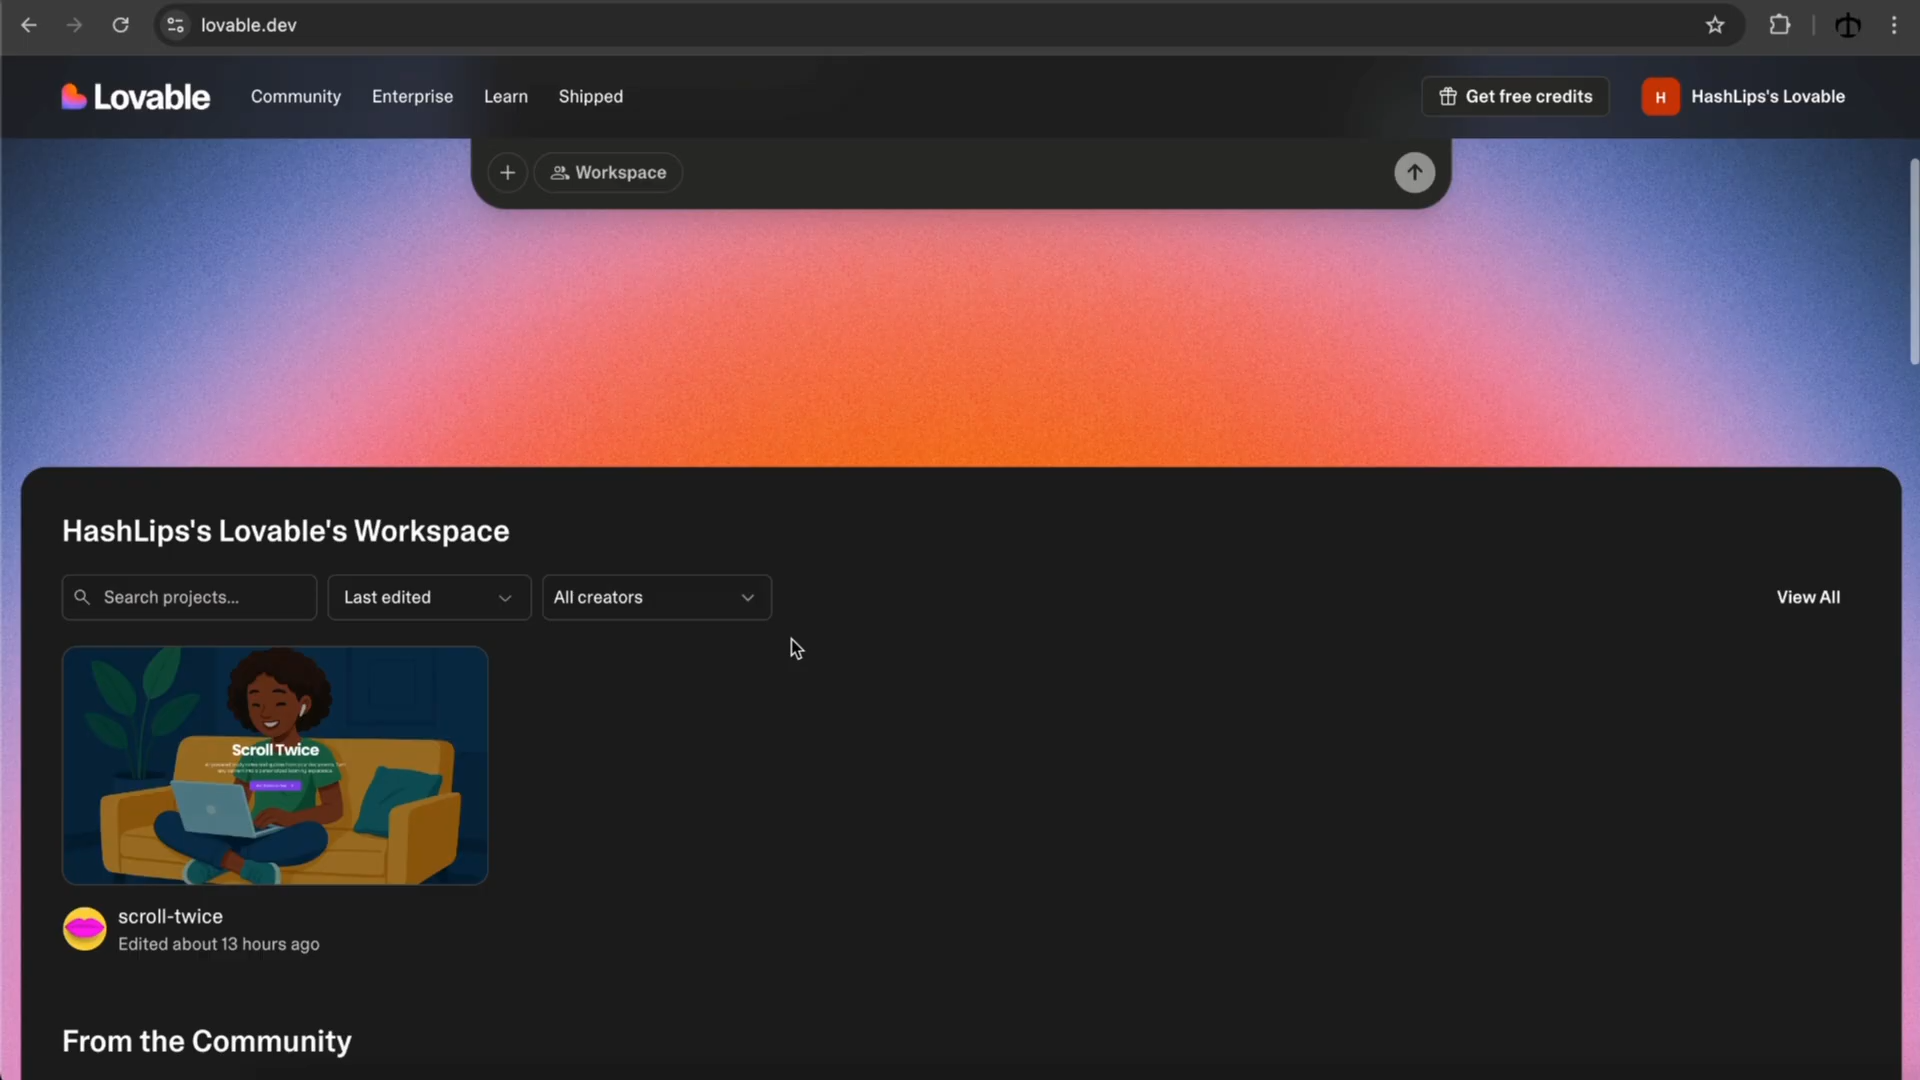 lovable.dev
Lovable
Community
Enterprise
Learn
Shipped
Get free credits
H
HashLips's Lovable
Workspace
HashLips's Lovable's Workspace
Search projects...
Last edited
All creators
View All
Scroll Twice
scroll-twice
Edited about 13 hours ago
From the Community